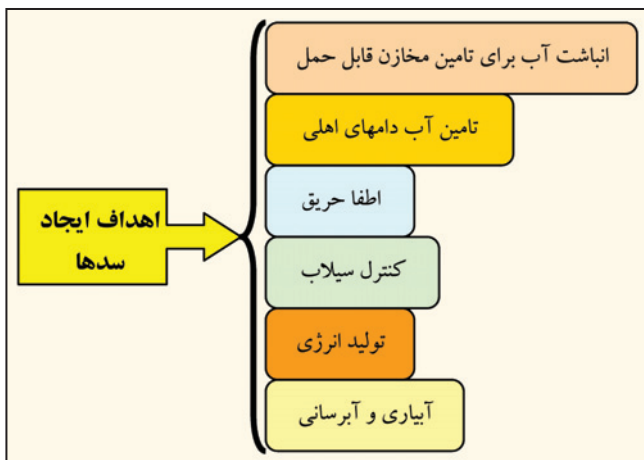 انباشت آب برای تامین مخازن قابل حمل
تامین آب دامهای اهلی
اطفا حریق
اهداف ایجاد
سدها
کنترل سیلاب
تولید انرژی
آبیاری و آبرسانی